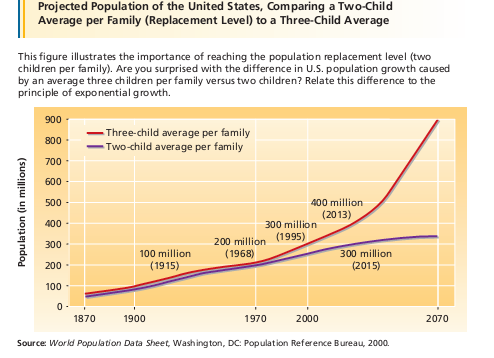 Projected Population of the United States, Comparing a Two-Child
Average per Family (Replacement Level) to a Three-Child Average
This figure illustrates the importance of reaching the population replacement level (two
children per family). Are you surprised with the difference in U.S. population growth caused
by an average three children per family versus two children? Relate this difference to the
principle of exponential growth.
Population (in millions)
900
800
700
600
500
400
300
200
100
0
Three-child average per family
Two-child average per family
400 million
(2013)
300 million
(1995)
200 million
(1968)
100 million
(1915)
300 million
(2015)
1870 1900 1970 2000 2070
Source: World Population Data Sheet, Washington, DC: Population Reference Bureau, 2000.